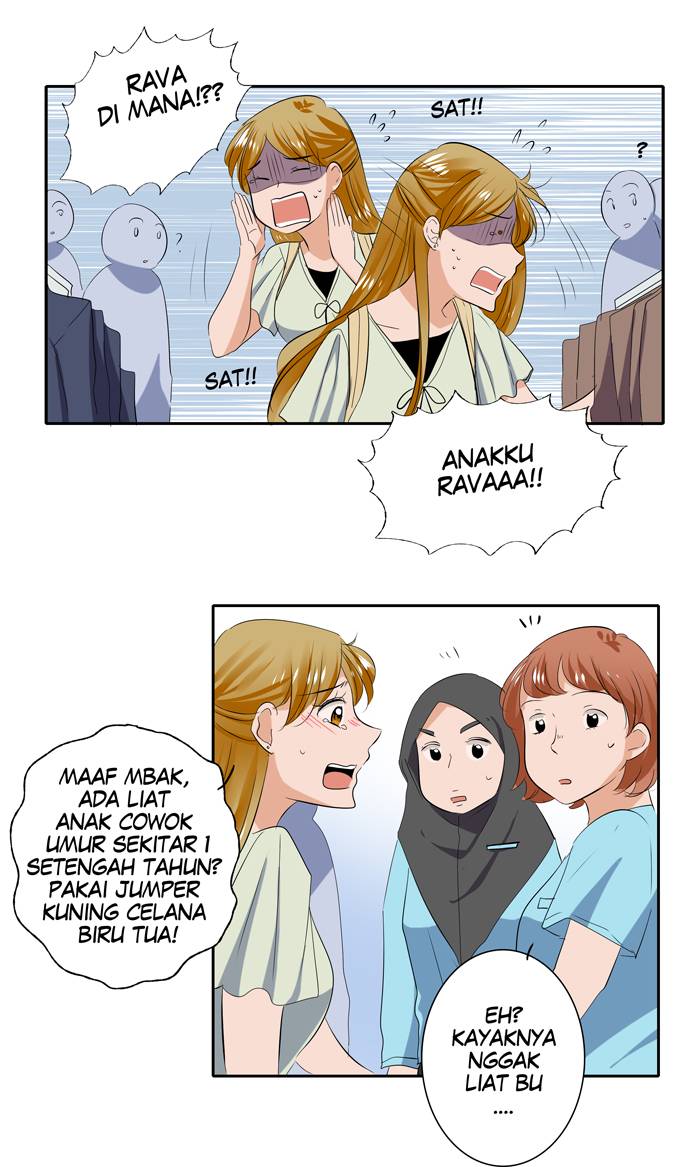 RAVA
DI MANA!??
SAT!!
?
?
SAT!!
ANAKKU
RAVAAA!!
MAAF MBAK,
ADA LIAT
ANAK COWOK
UMUR SEKITAR 1
SETENGAH TAHUN?
PAKAI JUMPER
KUNING CELANA
BIRU TUA!
EH?
KAYAKNYA
NGGAK
LIAT BU
....